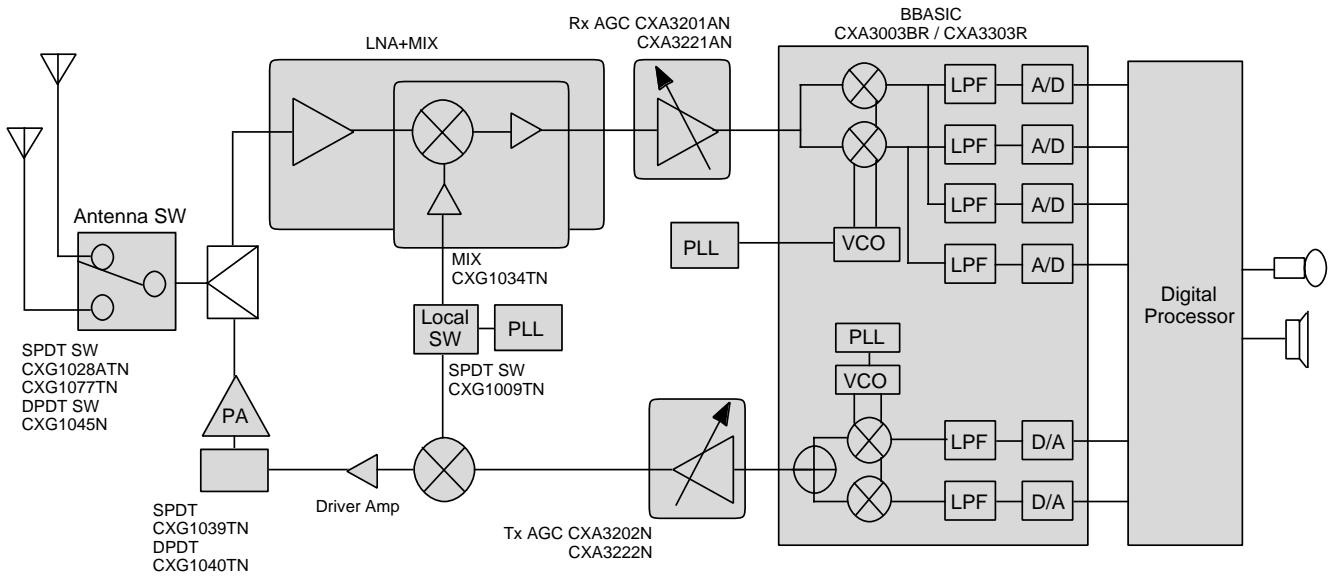 Rx AGC CXA3201AN
CXA3221AN
BBASIC
CXA3003BR / CXA3303R
LNA+MIX
LPF
A/D
LPF
A/D
LPF
A/D
LPF
A/D
Antenna SW
PLL
VCO
MIX
CXG1034TN
Digital
Processor
Local
SW
PLL
PLL
VCO
SPDT SW
CXG1028ATN
CXG1077TN
DPDT SW
CXG1045N
SPDT SW
CXG1009TN
PA
LPF
D/A
LPF
D/A
Driver Amp
SPDT
CXG1039TN
DPDT
CXG1040TN
Tx AGC CXA3202N
CXA3222N